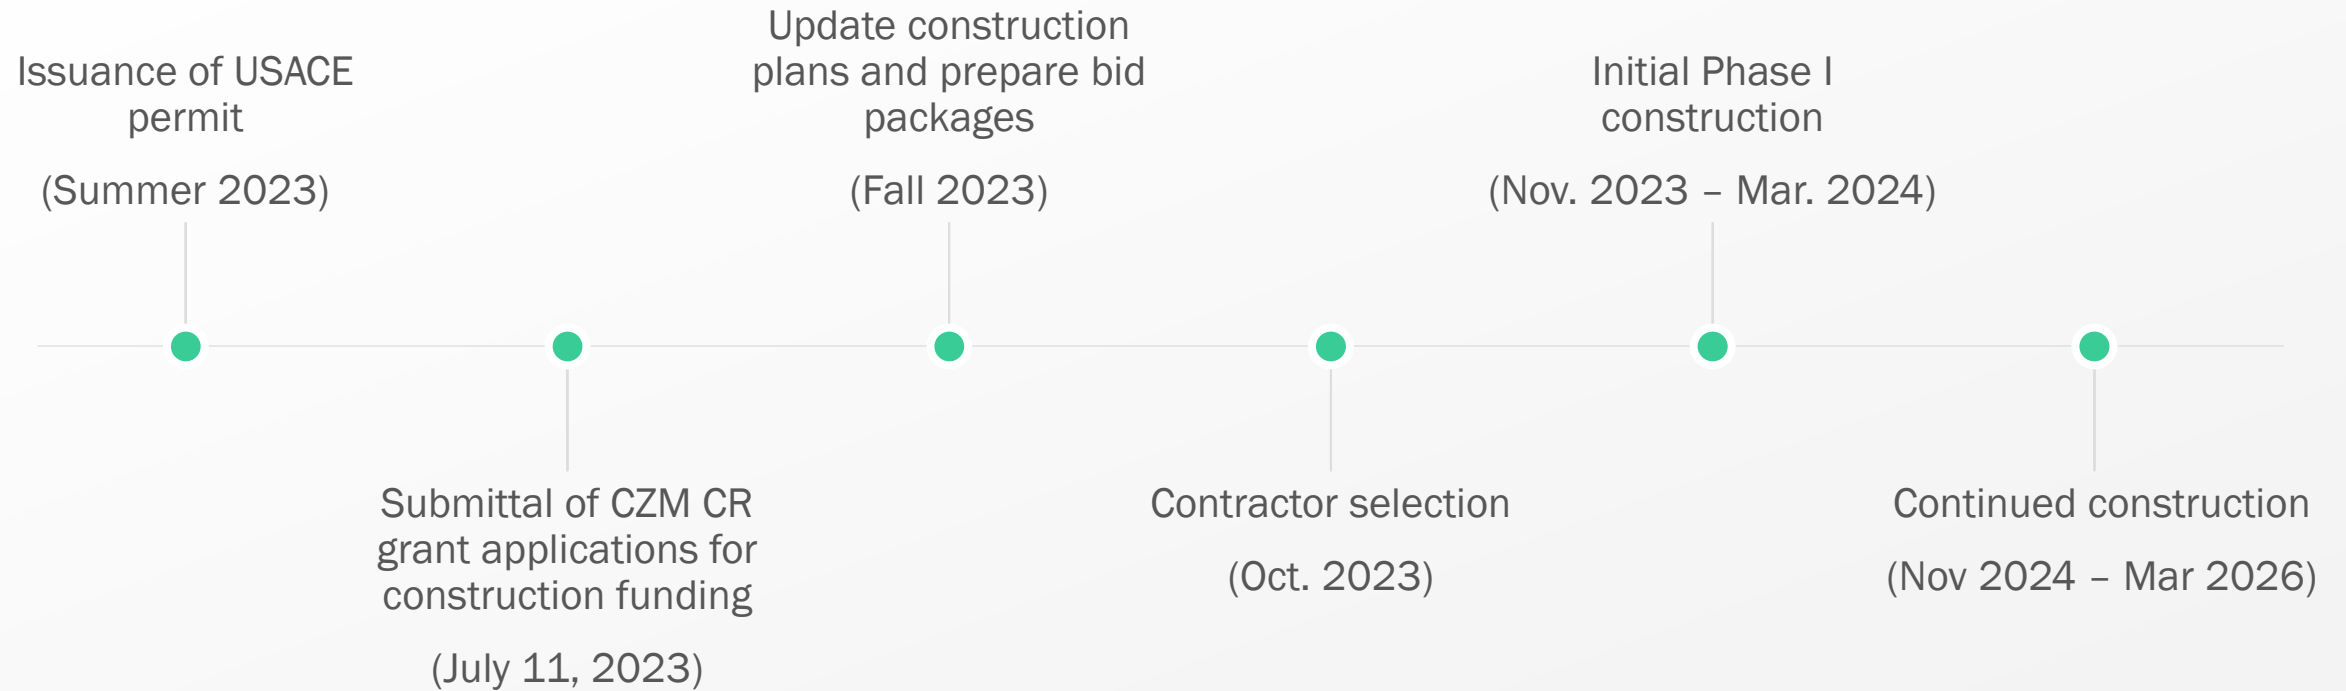 Issuance of USACE
permit
(Summer 2023)
Submittal of CZM CR
grant applications for
construction funding
(July 11, 2023)
Update construction
plans and prepare bid
packages
(Fall 2023)
Contractor selection
(Oct. 2023)
Initial Phase I
construction
(Nov. 2023 – Mar. 2024)
Continued construction
(Nov 2024 – Mar 2026)